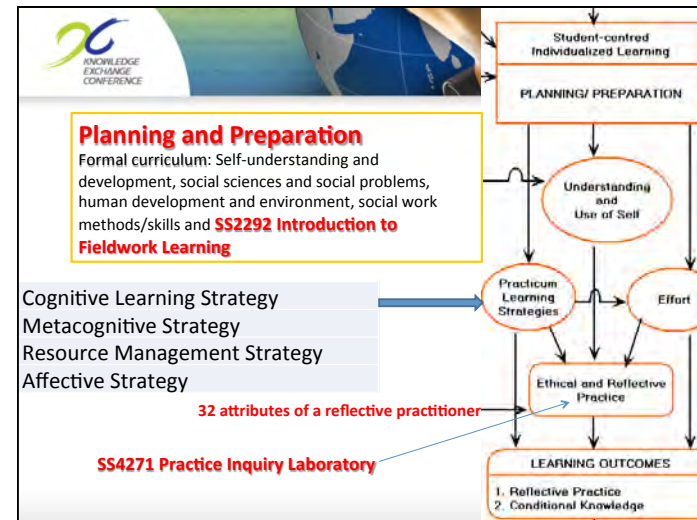 KNOWLEDGE
EXCHANGE
CONFERENCE
Planning and Preparation
Formal curriculum: Self-understanding and
development, social sciences and social problems,
human development and environment, social work
methods/skills and SS2292 Introduction to
Fieldwork Learning
Cognitive Learning Strategy
Metacognitive Strategy
Resource Management Strategy
Affective Strategy
32 attributes of a reflective practitioner
SS4271 Practice Inquiry Laboratory
Student-centred
Individualized Learning
PLANNING/ PREPARATION
Understanding
and
Use of Self
Practicum
Learning
Strategies
Effort
Ethical and Reflective
Practice
LEARNING OUTCOMES
1. Reflective Practice
2. Conditional Knowledge